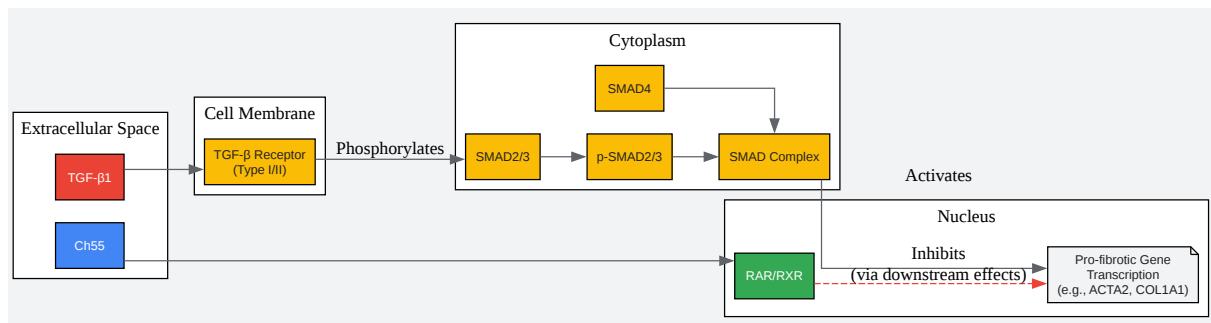 Extracellular Space
TGF-β1
Ch55
Cell Membrane
TGF-β Receptor
(Type I/II)
Phosphorylates
Cytoplasm
SMAD4
SMAD2/3
p-SMAD2/3
SMAD Complex
Activates
Nucleus
RAR/RXR
Inhibits
(via downstream effects)
Pro-fibrotic Gene
Transcription
(e.g., ACTA2, COL1A1)